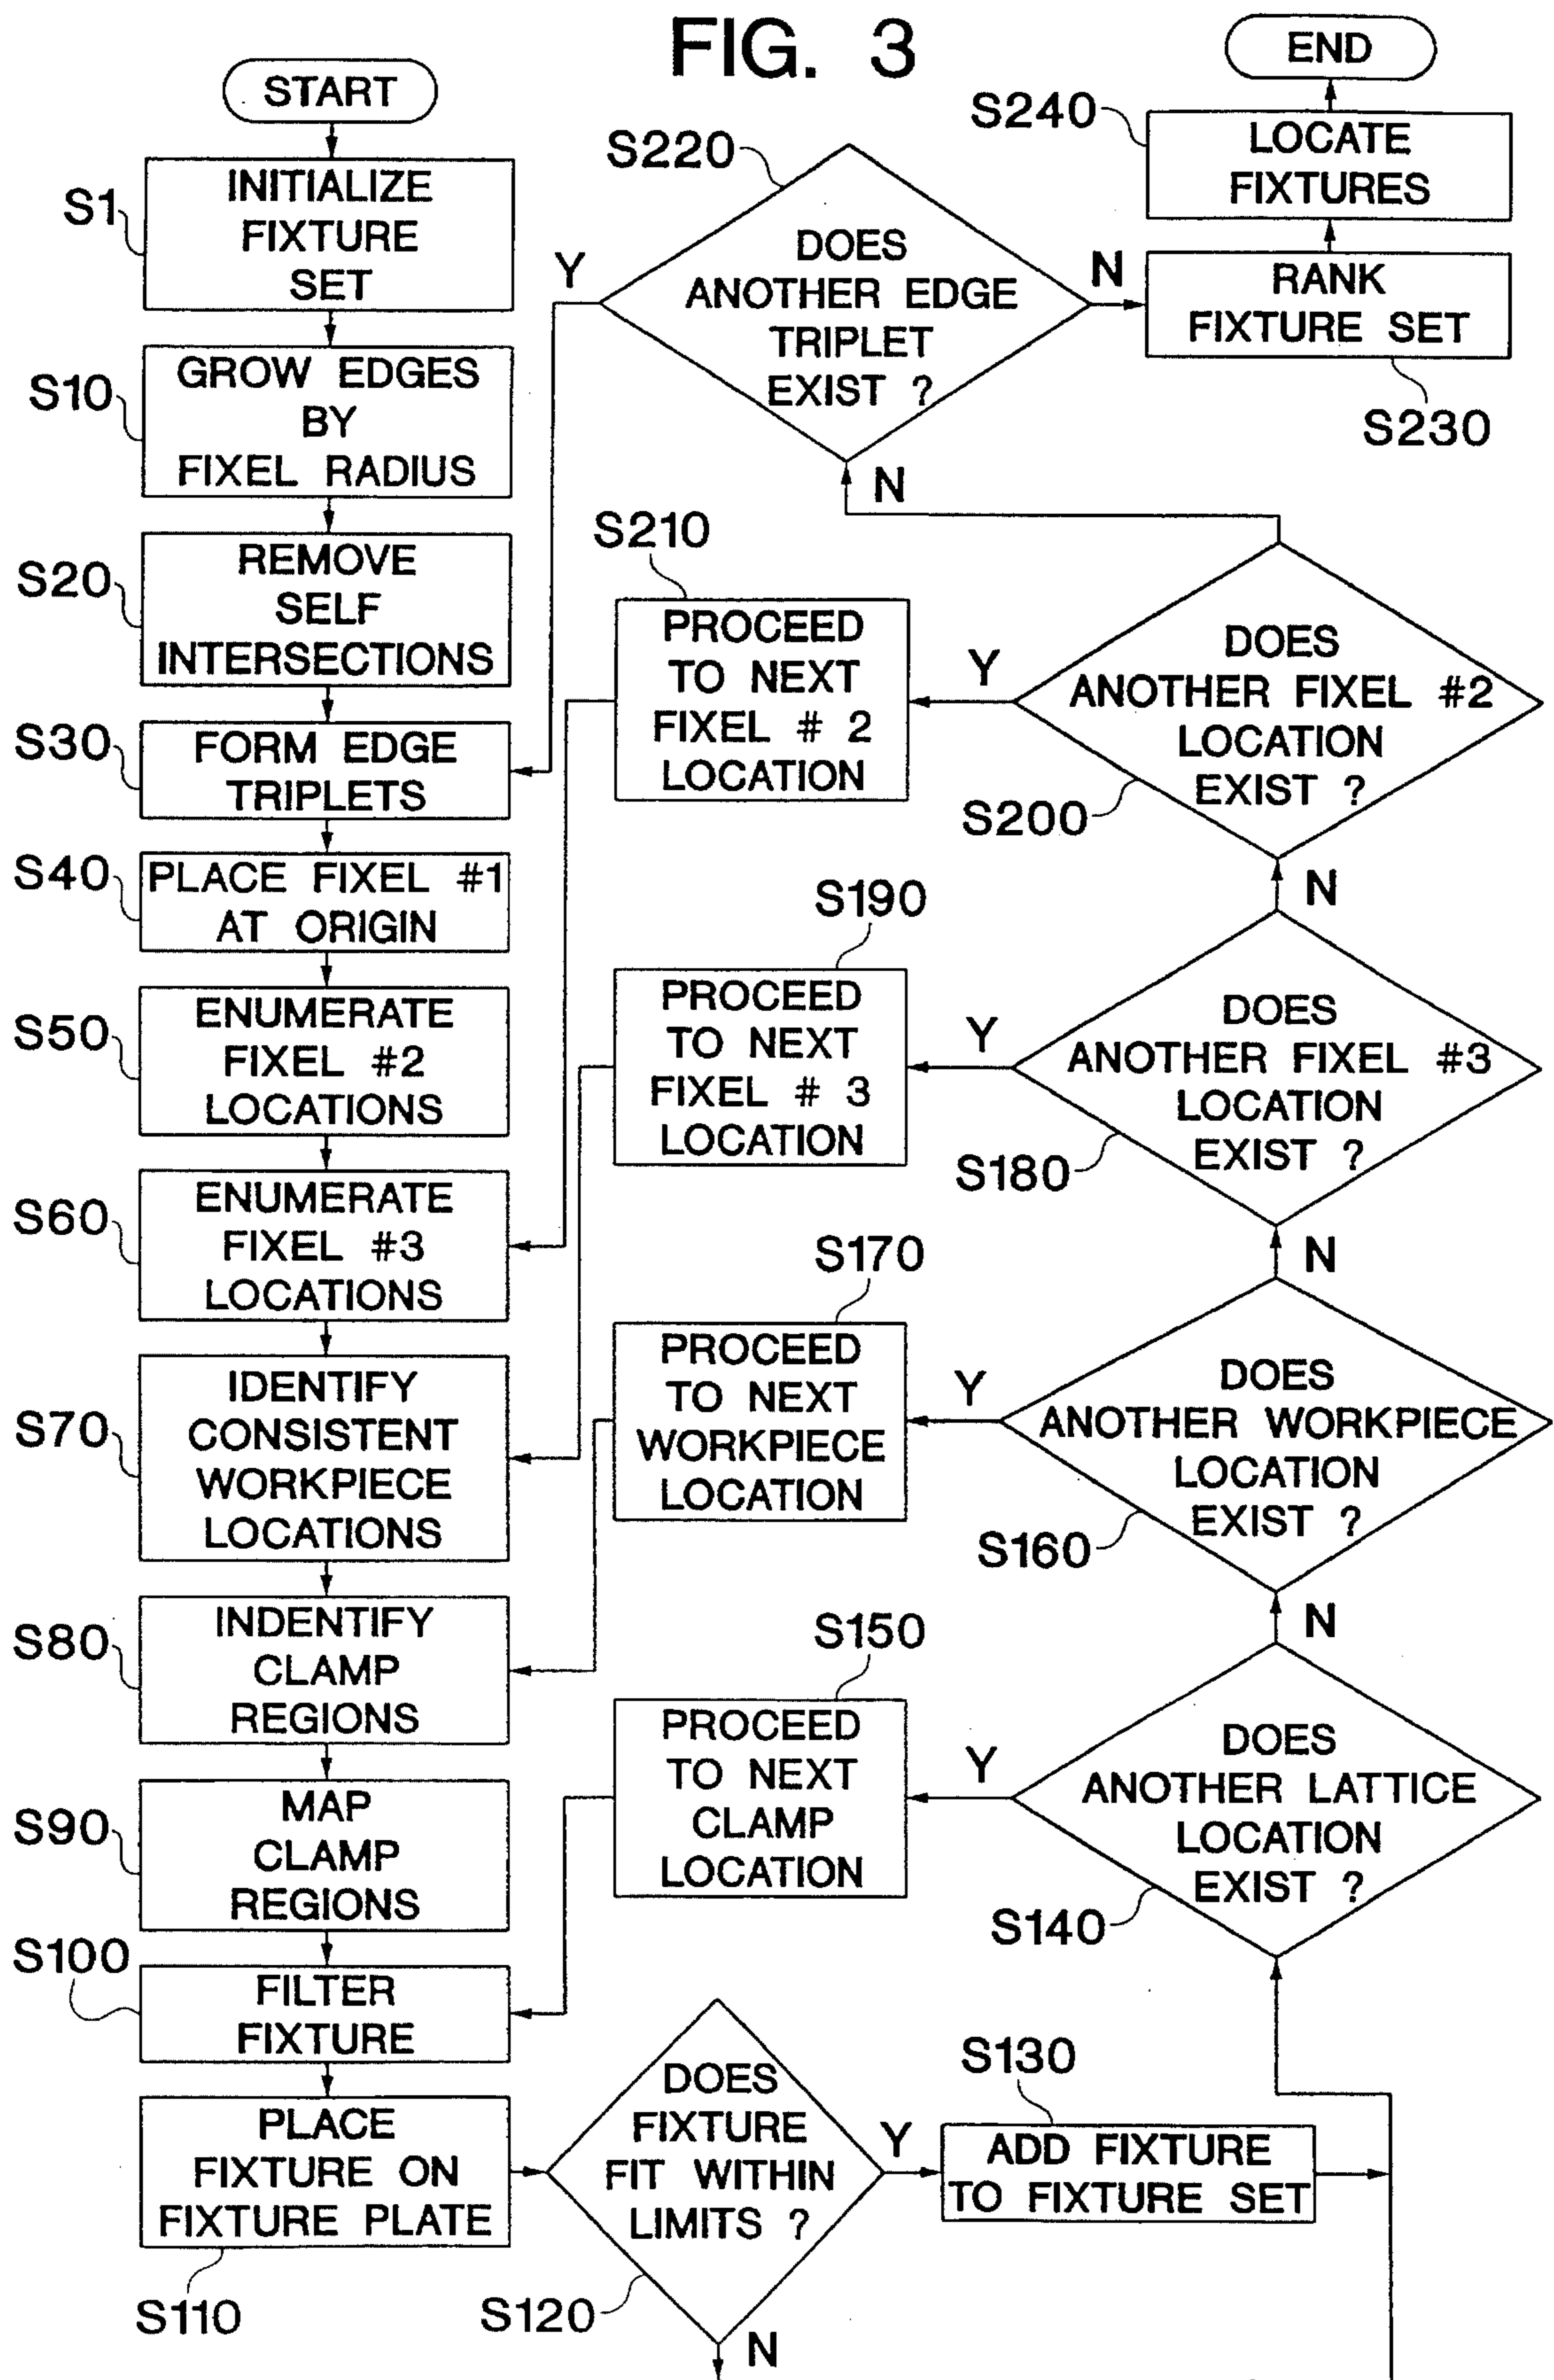 FIG. 3
START
S1
INITIALIZE
FIXTURE
SET
S10
GROW EDGES
BY
FIXEL RADIUS
S20
REMOVE
SELF
INTERSECTIONS
S30
FORM EDGE
TRIPLETS
S40
PLACE FIXEL #1
AT ORIGIN
S50
ENUMERATE
FIXEL #2
LOCATIONS
S60
ENUMERATE
FIXEL #3
LOCATIONS
S70
IDENTIFY
CONSISTENT
WORKPIECE
LOCATIONS
S80
INDENTIFY
CLAMP
REGIONS
S90
MAP
CLAMP
REGIONS
S100
FILTER
FIXTURE
PLACE
FIXTURE ON
FIXTURE PLATE
S110
DOES
FIXTURE
FIT WITHIN
LIMITS ?
S120
Y
N
S130
ADD FIXTURE
TO FIXTURE SET
DOES
ANOTHER LATTICE
LOCATION
EXIST ?
S140
Y
N
S150
PROCEED
TO NEXT
CLAMP
LOCATION
DOES
ANOTHER WORKPIECE
LOCATION
EXIST ?
S160
Y
N
S170
PROCEED
TO NEXT
WORKPIECE
LOCATION
DOES
ANOTHER FIXEL #3
LOCATION
EXIST ?
S180
Y
N
S190
PROCEED
TO NEXT
FIXEL # 3
LOCATION
DOES
ANOTHER FIXEL #2
LOCATION
EXIST ?
S200
Y
N
S210
PROCEED
TO NEXT
FIXEL # 2
LOCATION
S220
DOES
ANOTHER EDGE
TRIPLET
EXIST ?
Y
N
RANK
FIXTURE SET
S230
S240
LOCATE
FIXTURES
END